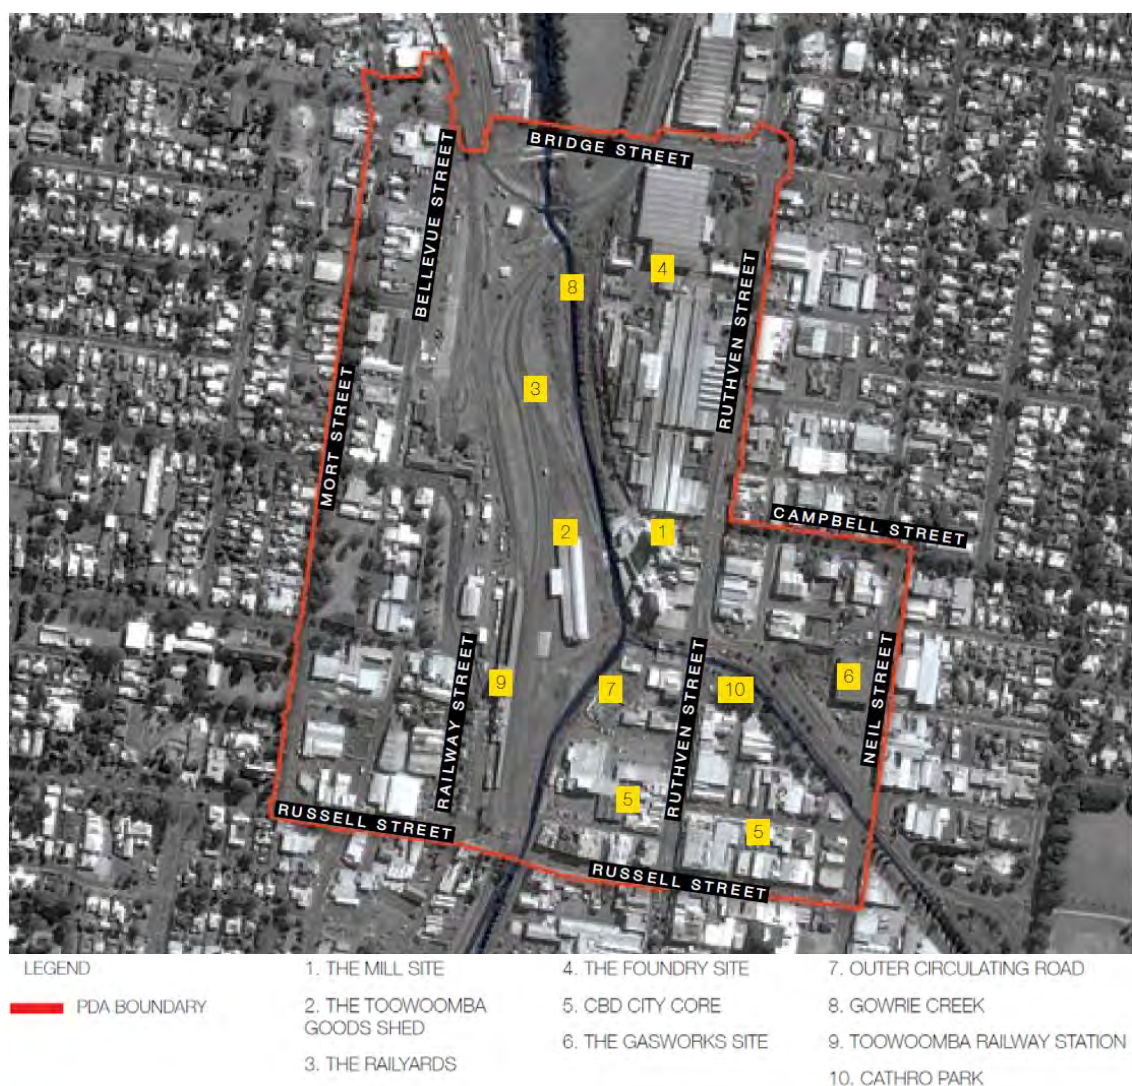 BRIDGE STREET
BELLEVUE STREET
4
RUTHVEN STREET
8
3
MORT STREET
CAMPBELL STREET
2
1
RAILWAY STREET
9
7
RUTHVEN STREET
10
6
NEIL STREET
5
5
RUSSELL STREET
RUSSELL STREET
LEGEND
PDA BOUNDARY
1. THE MILL SITE
2. THE TOOWOOMBA
GOODS SHED
3. THE RAILYARDS
4. THE FOUNDRY SITE
5. CBD CITY CORE
6. THE GASWORKS SITE
7. OUTER CIRCULATING ROAD
8. GOWRIE CREEK
9. TOOWOOMBA RAILWAY STATION
10. CATHRO PARK